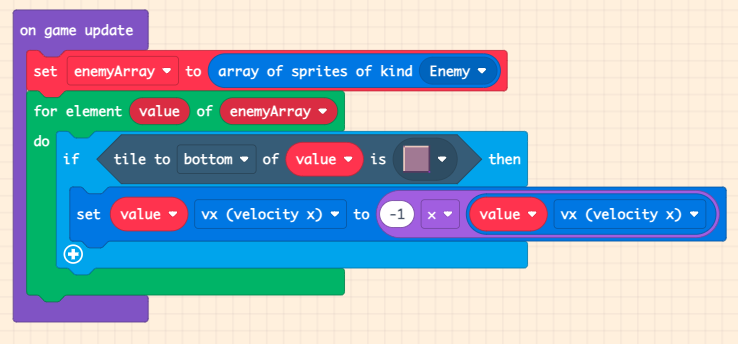 on game update
set enemyArray to array of sprites of kind Enemy
for element value of enemyArray
do
if tile to bottom of value is then
set value vx (velocity x) to -1 × value vx (velocity x)